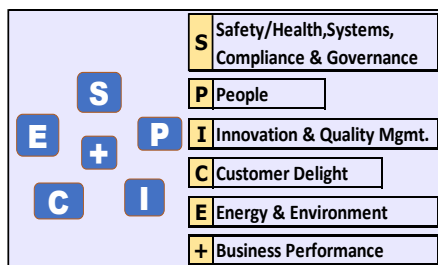 S
E
P
+
C
I
S Safety/Health,Systems,
Compliance & Governance
P People
I Innovation & Quality Mgmt.
C Customer Delight
E Energy & Environment
+ Business Performance